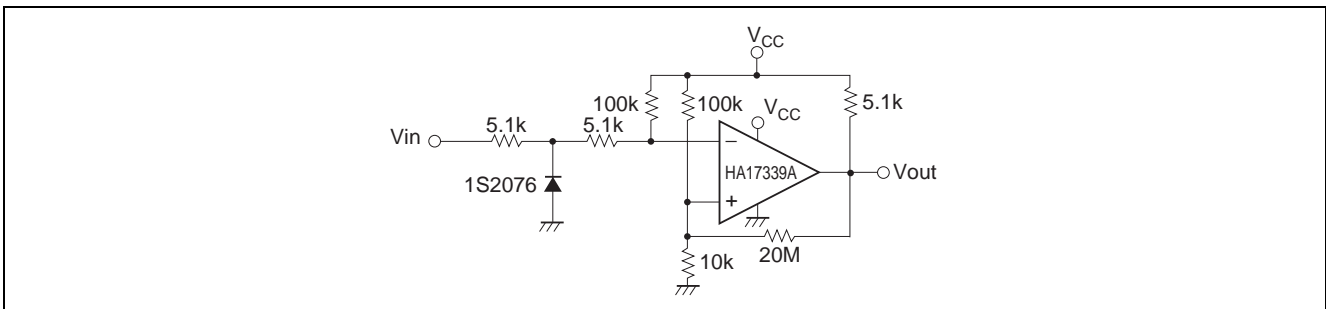 VCC
100k
100k
VCC
5.1k
Vin
5.1k
5.1k
−
HA17339A
Vout
1S2076
+
20M
10k